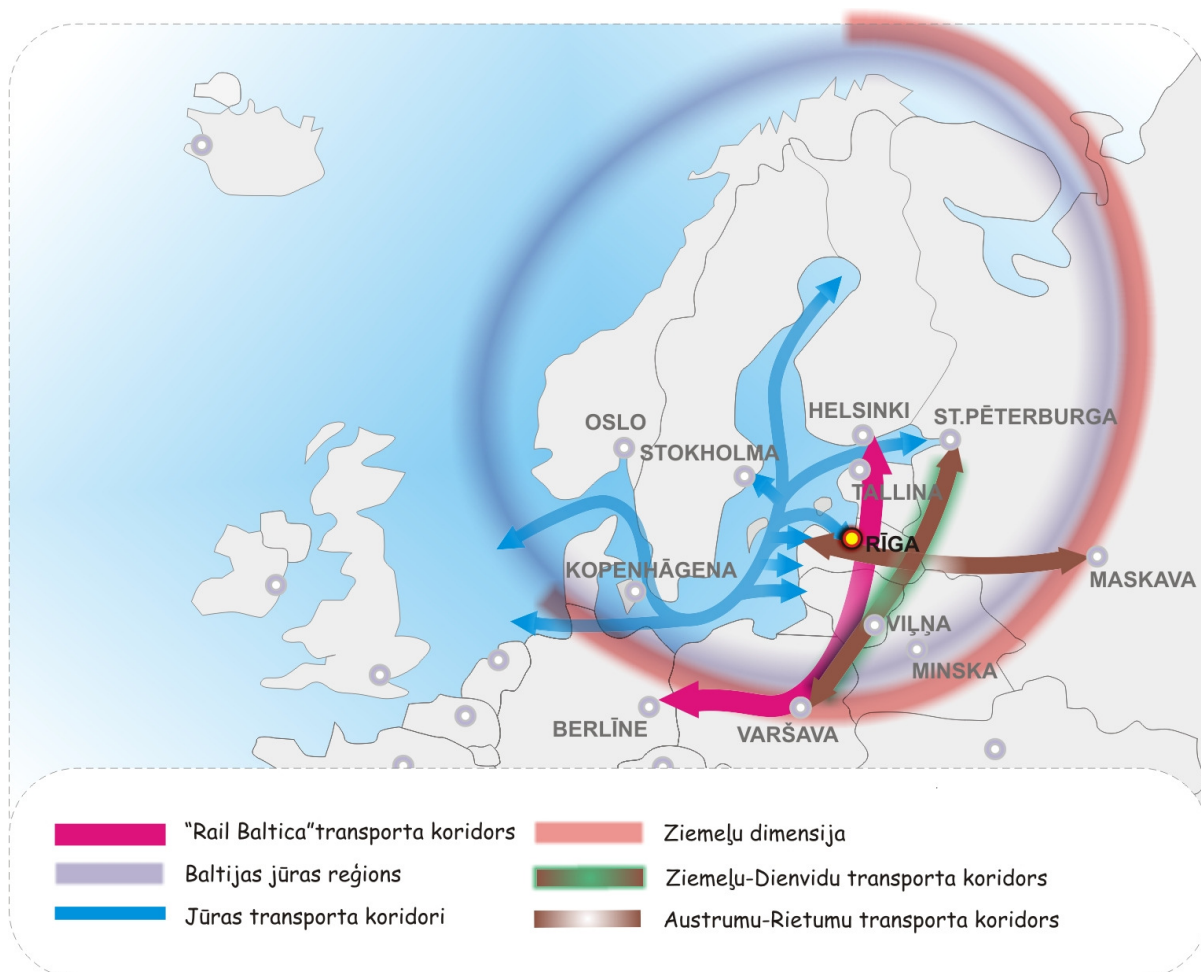 HELSINKI
ST.PĒTERBURGA
OSLO
STOKHOLMA
TALLINA
RĪGA
KOPENHĀGENA
MASKAVA
VIĻŅA
MINSKA
BERLĪNE
VARŠAVA
“Rail Baltica”transporta koridors
Baltijas jūras reģions
Jūras transporta koridori
Ziemeļu dimensija
Ziemeļu-Dienvidu transporta koridors
Austrumu-Rietumu transporta koridors